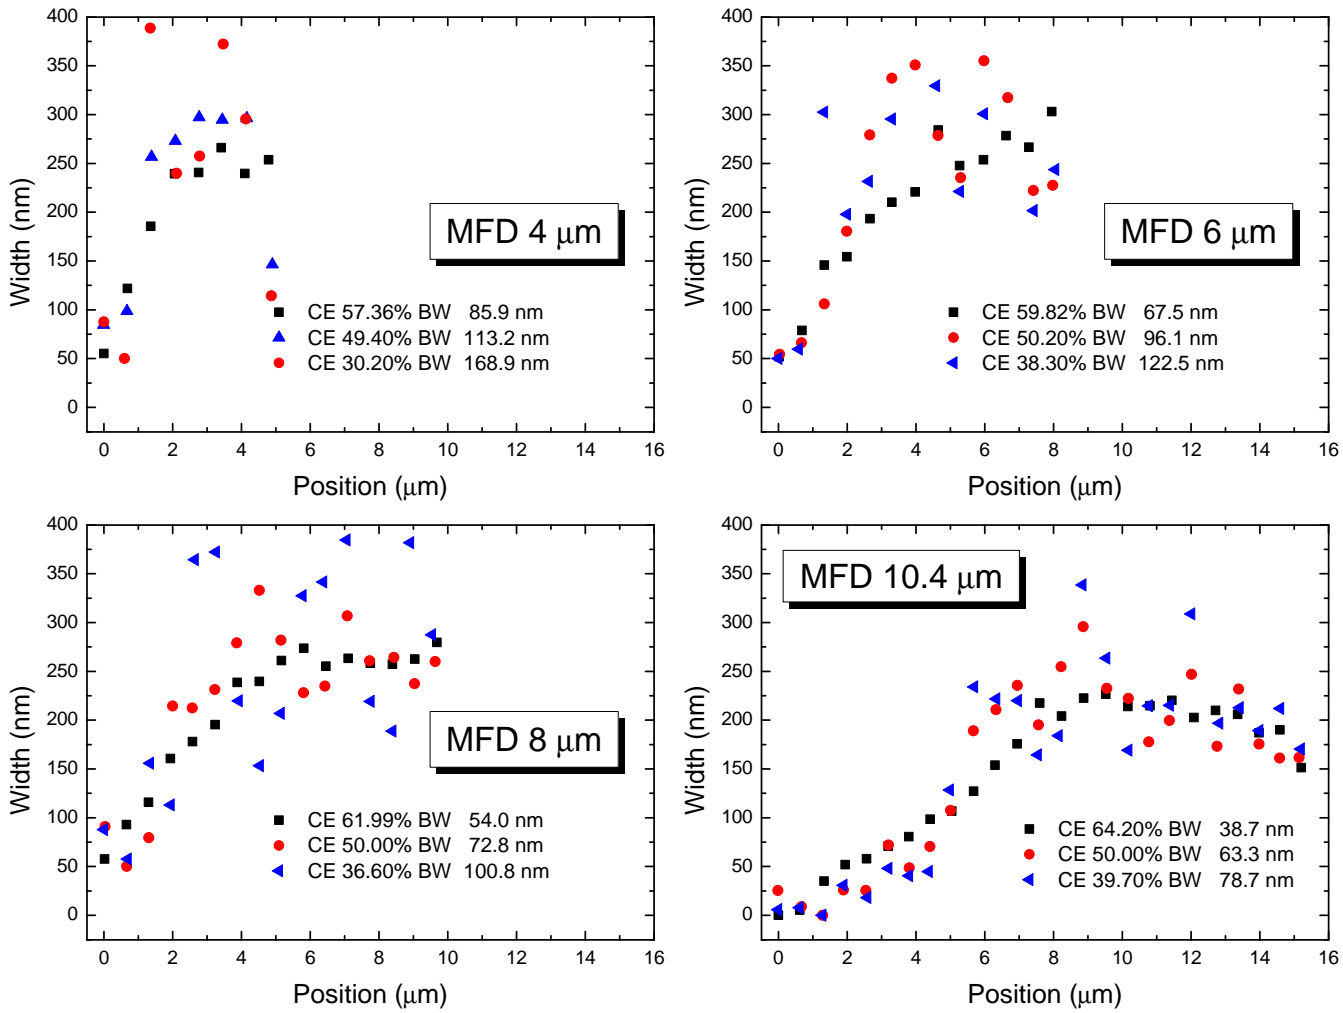 400
350
300
250
200
150
100
50
0
Width (nm)
MFD 4 μm
CE 57.36% BW 85.9 nm
CE 49.40% BW 113.2 nm
CE 30.20% BW 168.9 nm
0 2 4 6 8 10 12 14 16
Position (μm)
400
350
300
250
200
150
100
50
0
Width (nm)
MFD 6 μm
CE 59.82% BW 67.5 nm
CE 50.20% BW 96.1 nm
CE 38.30% BW 122.5 nm
0 2 4 6 8 10 12 14 16
Position (μm)
400
350
300
250
200
150
100
50
0
Width (nm)
MFD 8 μm
CE 61.99% BW 54.0 nm
CE 50.00% BW 72.8 nm
CE 36.60% BW 100.8 nm
0 2 4 6 8 10 12 14 16
Position (μm)
400
350
300
250
200
150
100
50
0
Width (nm)
MFD 10.4 μm
CE 64.20% BW 38.7 nm
CE 50.00% BW 63.3 nm
CE 39.70% BW 78.7 nm
0 2 4 6 8 10 12 14 16
Position (μm)